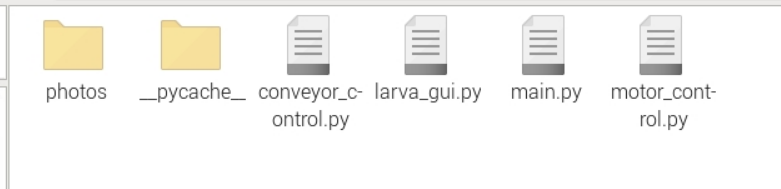 photos
__pycache__
conveyor_c-
ontrol.py
larva_gui.py
main.py
motor_cont-
rol.py